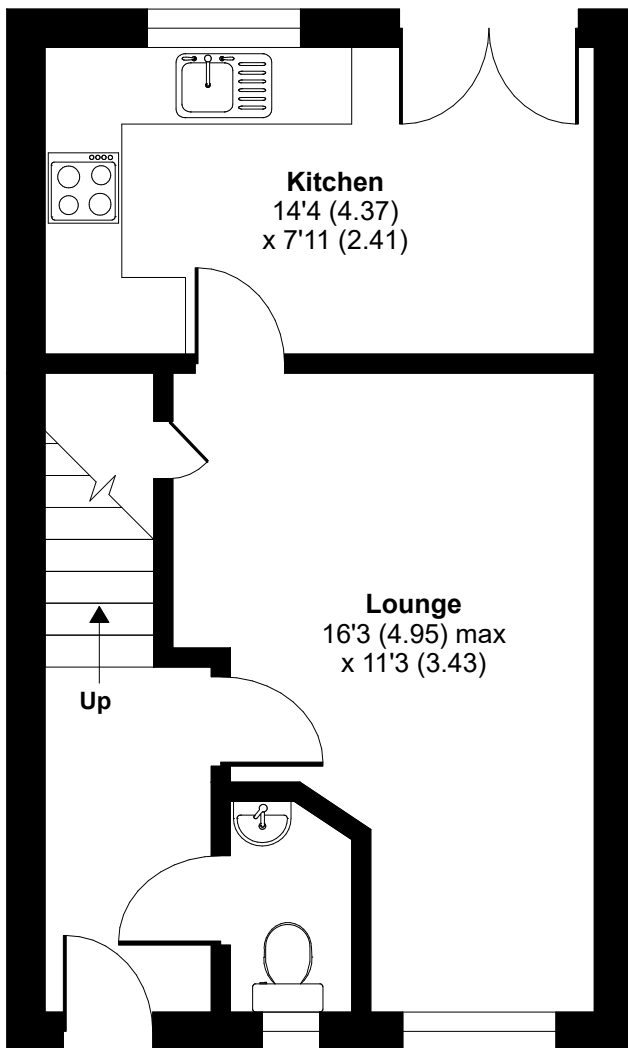 Kitchen
14'4 (4.37)
x 7'11 (2.41)
Lounge
16'3 (4.95) max
x 11'3 (3.43)
Up